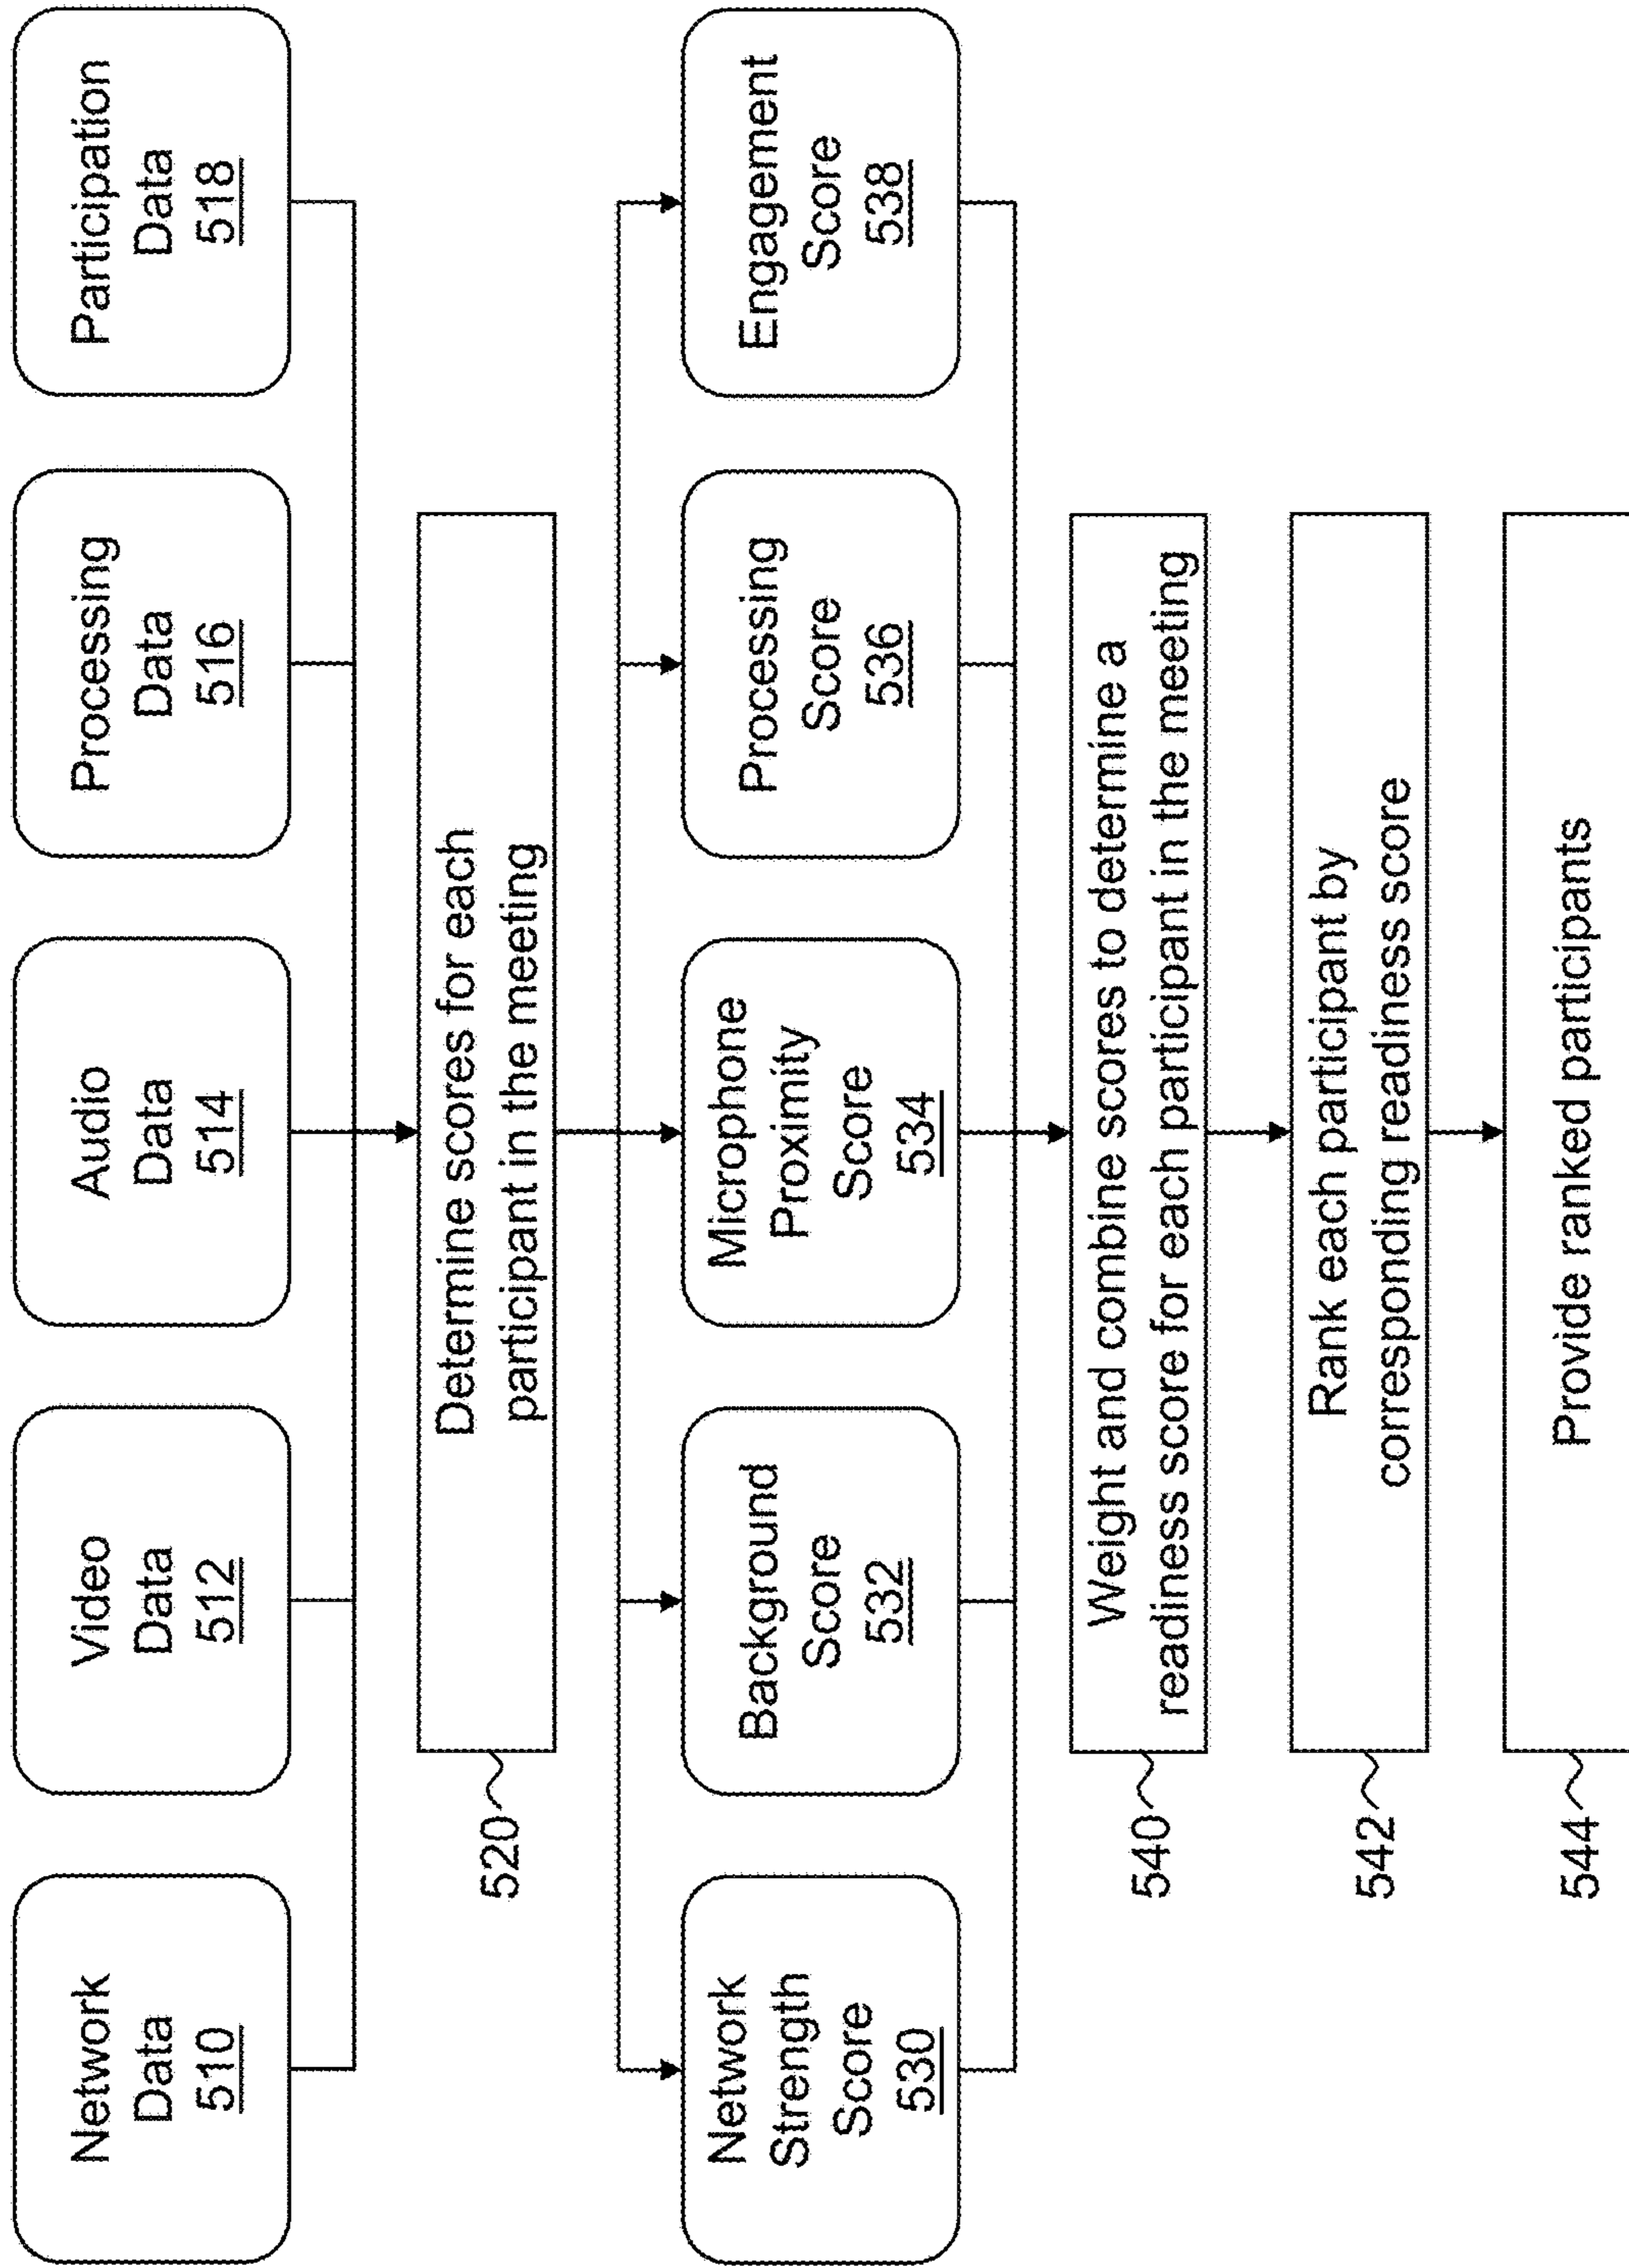 Network
Data
510
Video
Data
512
Audio
Data
514
Processing
Data
516
Participation
Data
518
520
Determine scores for each
participant in the meeting
Network
Strength
Score
530
Background
Score
532
Microphone
Proximity
Score
534
Processing
Score
536
Engagement
Score
538
540
Weight and combine scores to determine a
readiness score for each participant in the meeting
542
Rank each participant by
corresponding readiness score
544
Provide ranked participants